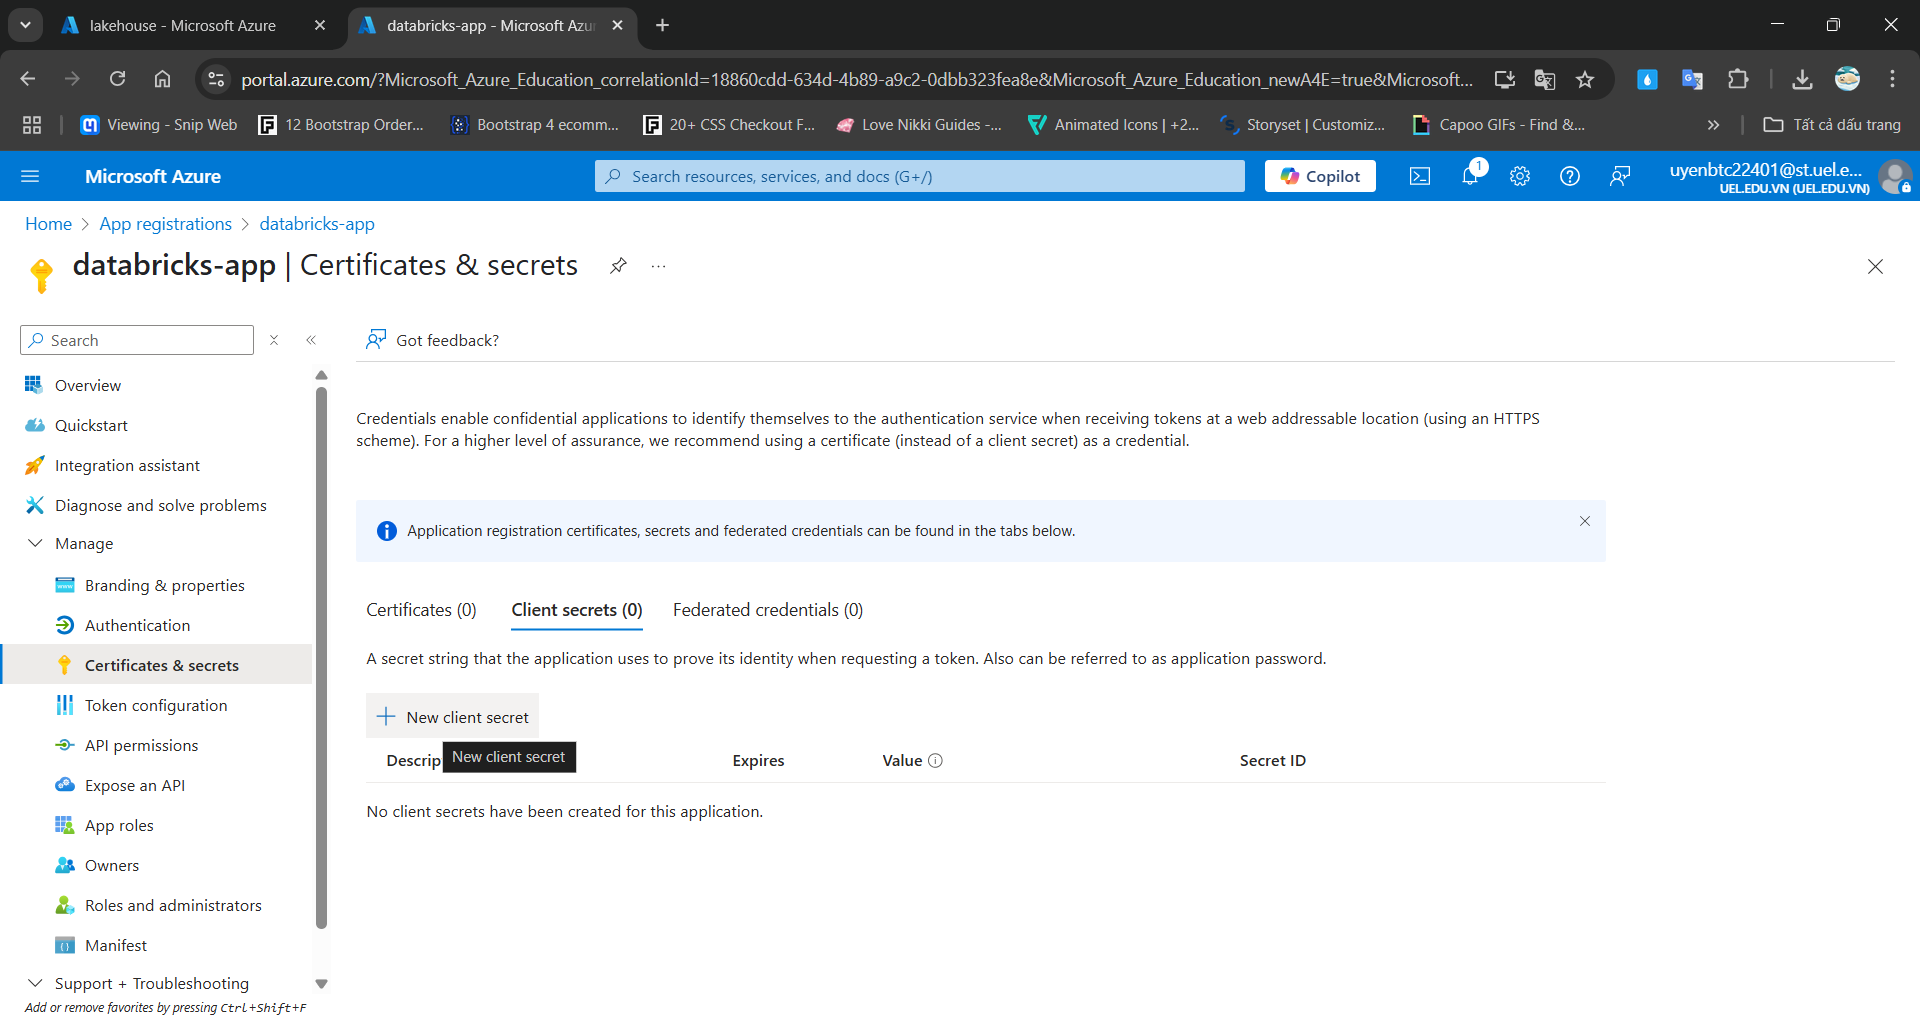 lakehouse - Microsoft Azure
databricks-app - Microsoft Azu
portal.azure.com/?Microsoft_Azure_Education_correlationId=18860cdd-634d-4b89-a9c2-0dbb323fea8e&Microsoft_Azure_Education_newA4E=true&Microsoft...
Viewing - Snip Web
12 Bootstrap Order...
Bootstrap 4 ecomm...
20+ CSS Checkout F...
Love Nikki Guides -...
Animated Icons | +2...
Storyset | Customiz...
Capoo GIFs - Find &...
Tất cả dấu trang
Microsoft Azure
Search resources, services, and docs (G+/)
Copilot
1
uyenbtc22401@st.uel.e...
UEL.EDU.VN (UEL.EDU.VN)
Home > App registrations > databricks-app
databricks-app | Certificates & secrets
Search
Got feedback?
Overview
Quickstart
Integration assistant
Diagnose and solve problems
Manage
Branding & properties
Authentication
Certificates & secrets
Token configuration
API permissions
Expose an API
App roles
Owners
Roles and administrators
Manifest
Support + Troubleshooting
Add or remove favorites by pressing Ctrl+Shift+F
Credentials enable confidential applications to identify themselves to the authentication service when receiving tokens at a web addressable location (using an HTTPS
scheme). For a higher level of assurance, we recommend using a certificate (instead of a client secret) as a credential.
Application registration certificates, secrets and federated credentials can be found in the tabs below.
Certificates (0)
Client secrets (0)
Federated credentials (0)
A secret string that the application uses to prove its identity when requesting a token. Also can be referred to as application password.
New client secret
Descrip
New client secret
Expires
Value
Secret ID
No client secrets have been created for this application.